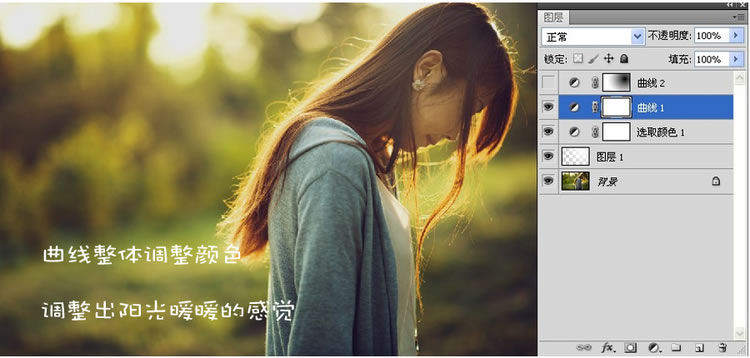 曲线整体调整颜色
调整出阳光暖暖的感觉
图层
正常 不透明度: 100%
锁定: 填充: 100%
曲线 2
曲线 1
选取颜色 1
图层 1
背景
fx